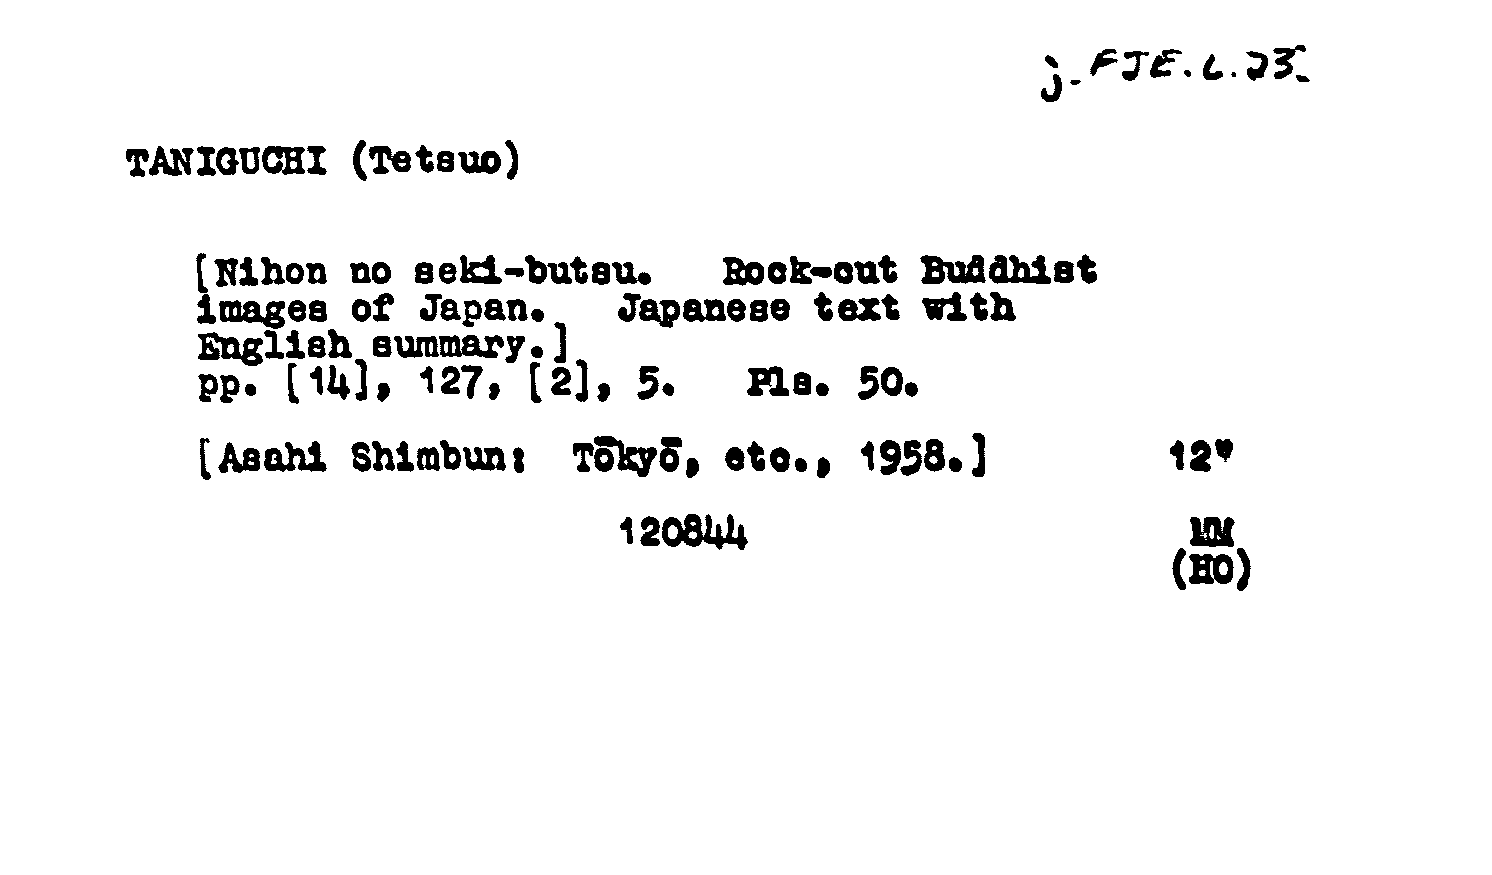 j. FJE.L.23.
TANIGUCHI (Tetsuo)
[Nihon no seki-butsu. Rock-cut Buddhist
images of Japan. Japanese text with
English summary.]
pp. [14], 127, [2], 5. Pls. 50.
[Asahi Shimbun: Tōkyō, etc., 1958.] 12"
120844 MM
(HO)